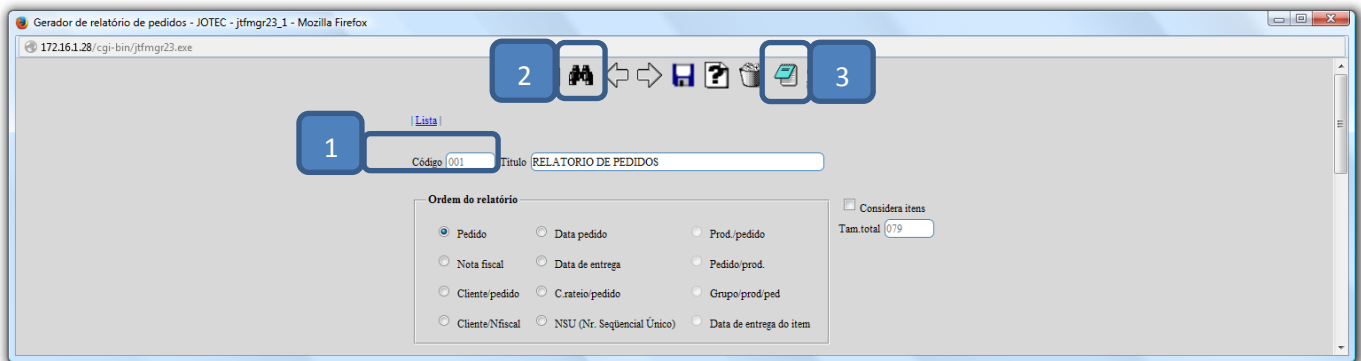 Gerador de relatório de pedidos - JOTEC - jtfmgr23_1 - Mozilla Firefox
172.16.1.28/cgi-bin/jtfmgr23.exe
2 3
|Lista|
1
Código 001 Titulo RELATORIO DE PEDIDOS
Ordem do relatório
Considera itens
Pedido Data pedido Prod./pedido
Tam.total 079
Nota fiscal Data de entrega Pedido/prod.
Cliente/pedido C.rateio/pedido Grupo/prod/ped
Cliente/Nfiscal NSU (Nr. Seqüencial Único) Data de entrega do item